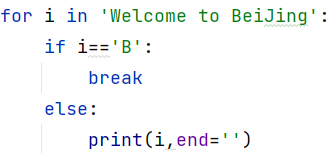 for i in 'Welcome to BeiJing':
    if i=='B':
        break
    else:
        print(i,end='')